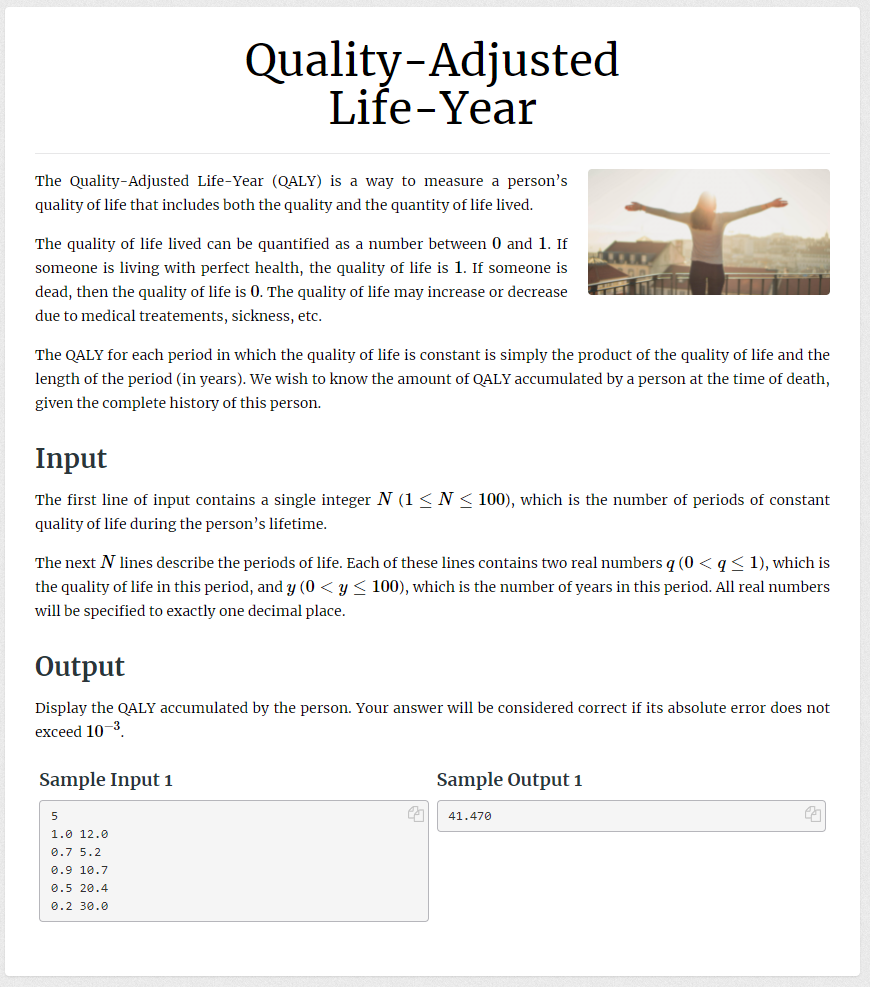 Quality-Adjusted
Life-Year
The Quality-Adjusted Life-Year (QALY) is a way to measure a person’s
quality of life that includes both the quality and the quantity of life lived.
The quality of life lived can be quantified as a number between 0 and 1. If
someone is living with perfect health, the quality of life is 1. If someone is
dead, then the quality of life is 0. The quality of life may increase or decrease
due to medical treatements, sickness, etc.
The QALY for each period in which the quality of life is constant is simply the product of the quality of life and the
length of the period (in years). We wish to know the amount of QALY accumulated by a person at the time of death,
given the complete history of this person.
Input
The first line of input contains a single integer N (1 ≤ N ≤ 100), which is the number of periods of constant
quality of life during the person’s lifetime.
The next N lines describe the periods of life. Each of these lines contains two real numbers q (0 < q ≤ 1), which is
the quality of life in this period, and y (0 < y ≤ 100), which is the number of years in this period. All real numbers
will be specified to exactly one decimal place.
Output
Display the QALY accumulated by the person. Your answer will be considered correct if its absolute error does not
exceed 10⁻³.
Sample Input 1
5
1.0 12.0
0.7 5.2
0.9 10.7
0.5 20.4
0.2 30.0
Sample Output 1
41.470